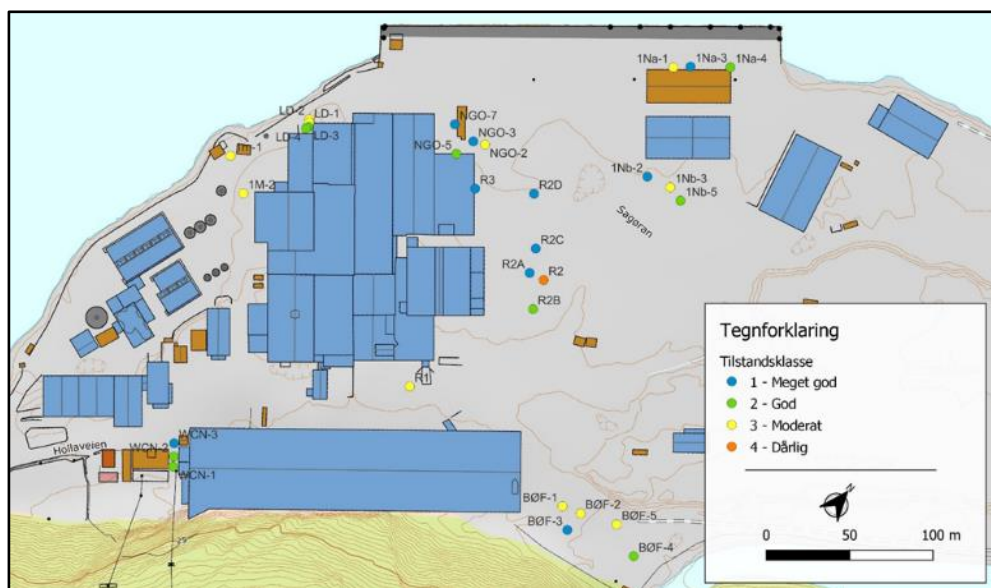 1Na-1 1Na-3 1Na-4
LD-2 LD-1
LD-4 LD-3
NGO-7
NGO-3
NGO-2
NGO-5
-1
1M-2
R3
R2D
1Nb-2
1Nb-3
1Nb-5
Sagoran
R2C
R2A
R2
R2B
R1
Hollaveien
WCN-3
WCN-2
WCN-1
25
BØF-1
BØF-2
BØF-5
BØF-3
BØF-4
Tegnforklaring
Tilstandsklasse
1 - Meget god
2 - God
3 - Moderat
4 - Dårlig
N
0 50 100 m